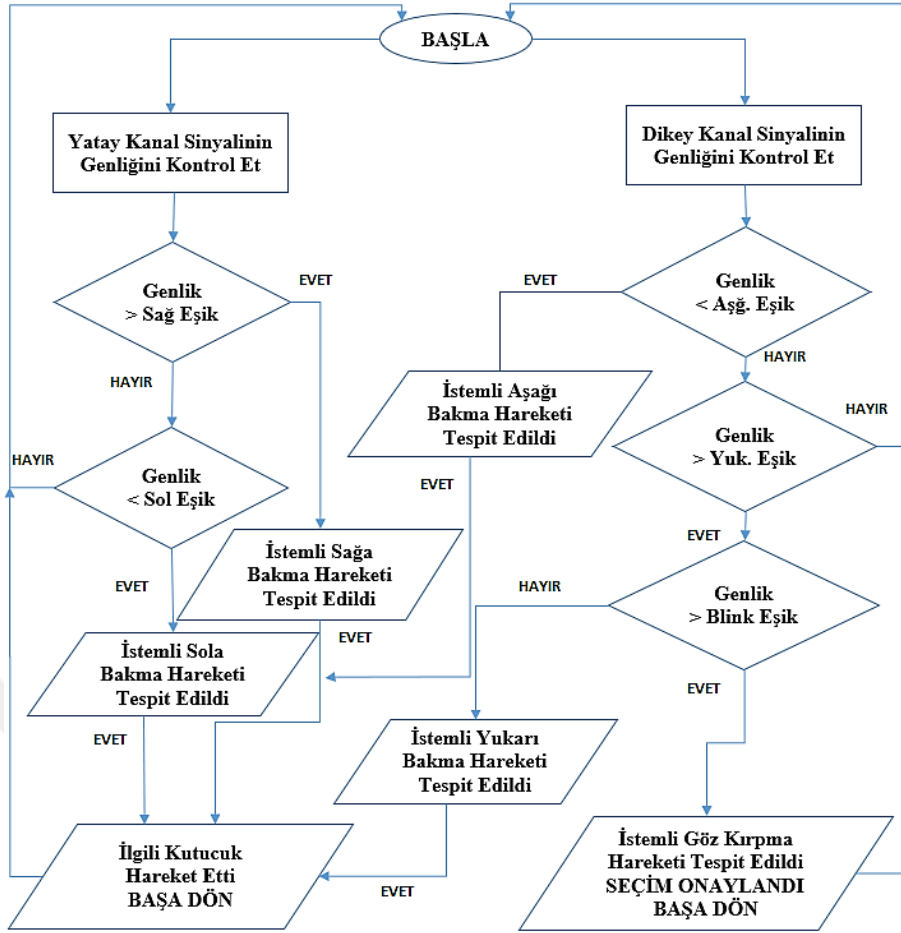 BAŞLA
Yatay Kanal Sinyalinin
Genliğini Kontrol Et
Dikey Kanal Sinyalinin
Genliğini Kontrol Et
Genlik
> Sağ Eşik
EVET
HAYIR
EVET
Genlik
< Aşğ. Eşik
HAYIR
İstemli Aşağı
Bakma Hareketi
Tespit Edildi
EVET
Genlik
> Yuk. Eşik
HAYIR
EVET
HAYIR
Genlik
< Sol Eşik
EVET
İstemli Sağa
Bakma Hareketi
Tespit Edildi
EVET
HAYIR
Genlik
> Blink Eşik
EVET
İstemli Sola
Bakma Hareketi
Tespit Edildi
EVET
İstemli Yukarı
Bakma Hareketi
Tespit Edildi
EVET
İlgili Kutucuk
Hareket Etti
BAŞA DÖN
İstemli Göz Kırpma
Hareketi Tespit Edildi
SEÇİM ONAYLANDI
BAŞA DÖN